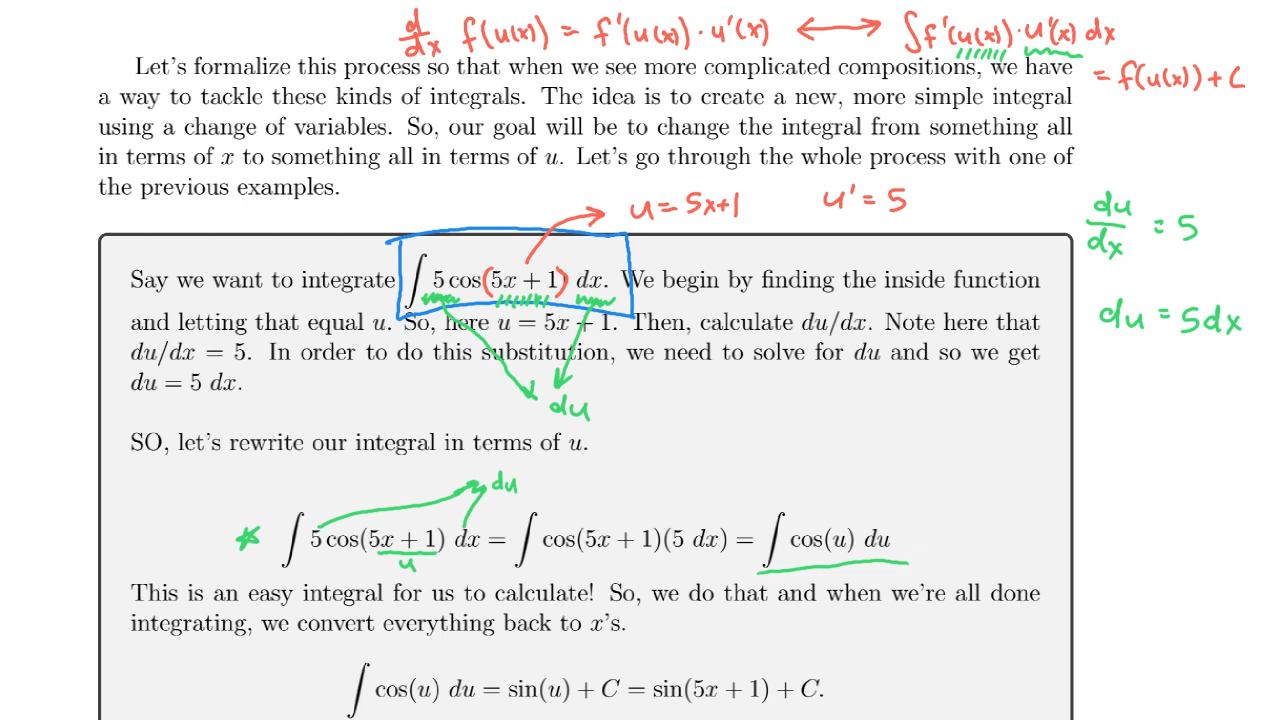 d/dx f(u(x)) = f'(u(x)) · u'(x) ⟷ ∫f'(u(x)) · u'(x) dx
= f(u(x)) + C
Let's formalize this process so that when we see more complicated compositions, we have
a way to tackle these kinds of integrals. The idea is to create a new, more simple integral
using a change of variables. So, our goal will be to change the integral from something all
in terms of x to something all in terms of u. Let's go through the whole process with one of
the previous examples.
u = 5x+1 u' = 5
du/dx = 5
Say we want to integrate ∫ 5 cos(5x + 1) dx. We begin by finding the inside function
and letting that equal u. So, here u = 5x + 1. Then, calculate du/dx. Note here that
du = 5dx
du/dx = 5. In order to do this substitution, we need to solve for du and so we get
du = 5 dx.
du
SO, let's rewrite our integral in terms of u.
du
* ∫ 5 cos(5x + 1) dx = ∫ cos(5x + 1)(5 dx) = ∫ cos(u) du
u
This is an easy integral for us to calculate! So, we do that and when we're all done
integrating, we convert everything back to x's.
∫ cos(u) du = sin(u) + C = sin(5x + 1) + C.